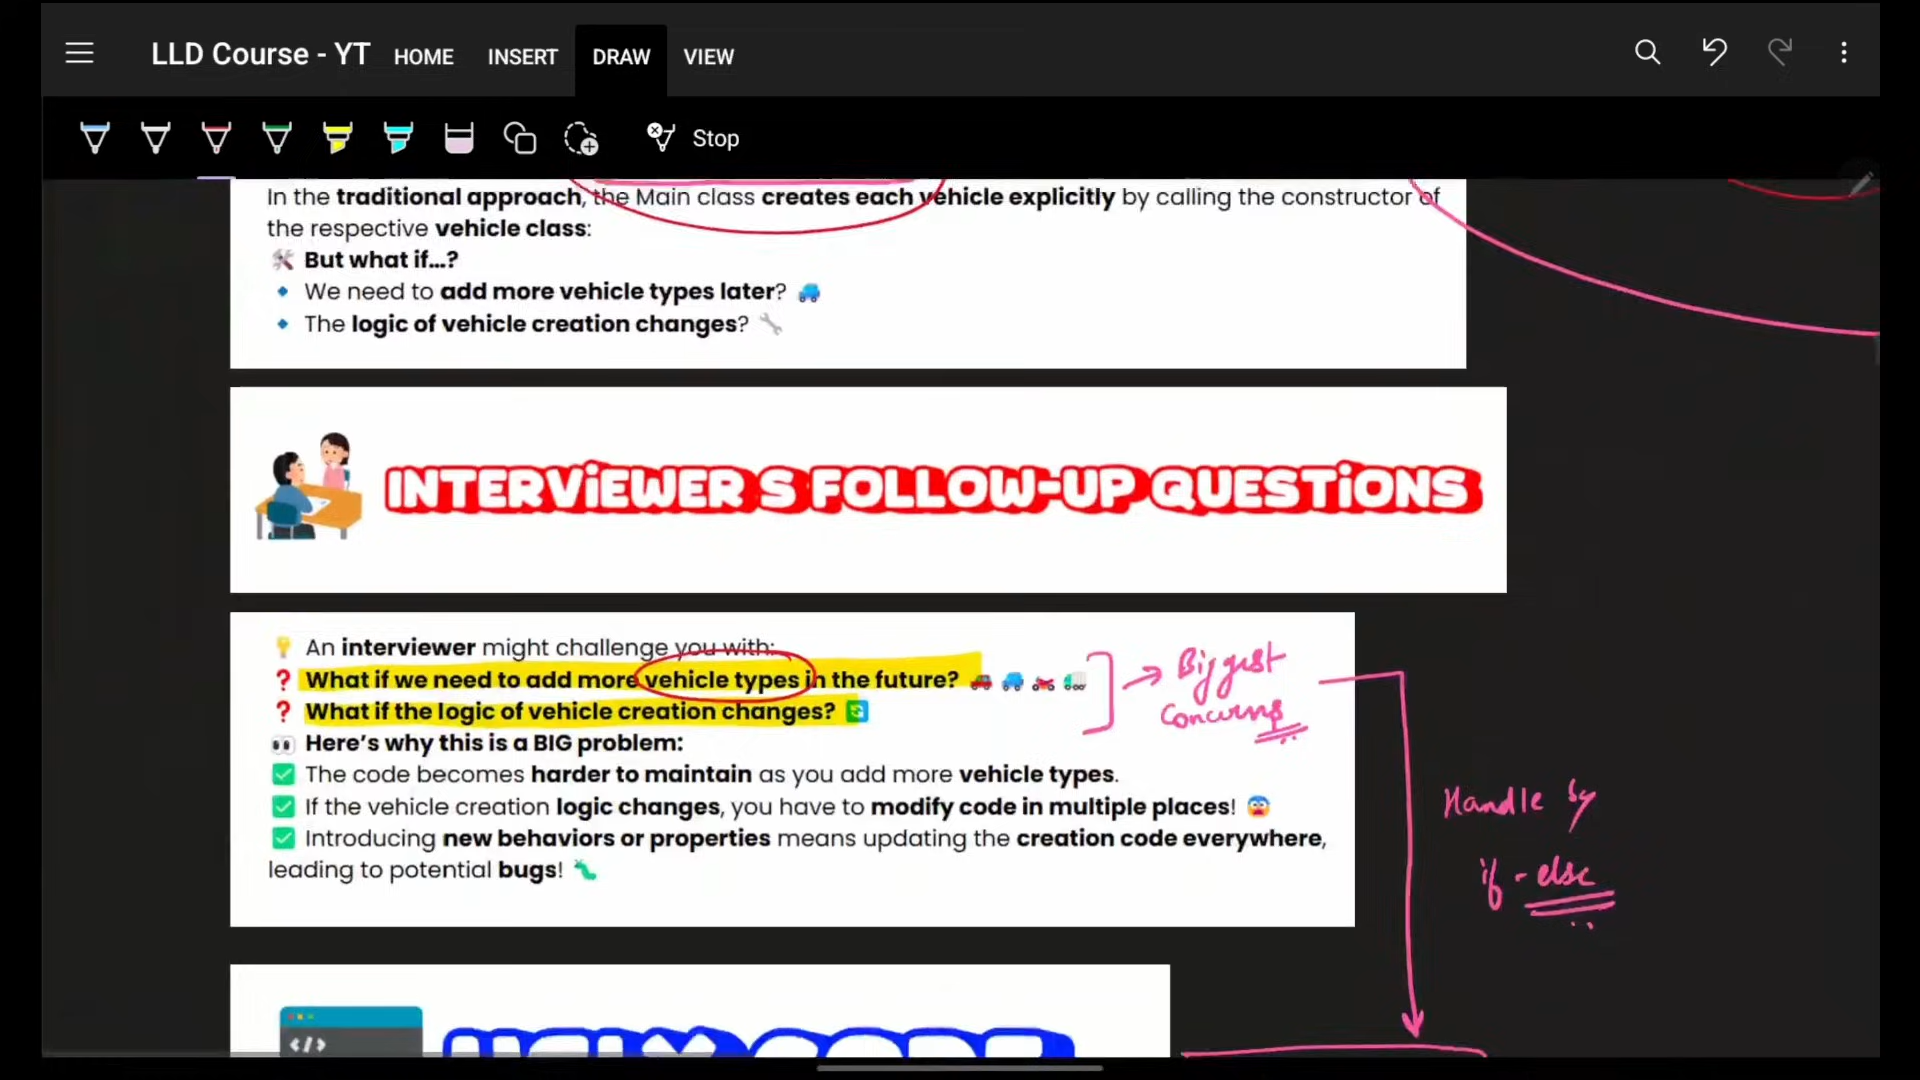 LLD Course - YT HOME INSERT DRAW VIEW
Stop
In the traditional approach, the Main class creates each vehicle explicitly by calling the constructor of
the respective vehicle class:
But what if...?
We need to add more vehicle types later?
The logic of vehicle creation changes?
INTERVIEWER S FOLLOW-UP QUESTIONS
An interviewer might challenge you with:
What if we need to add more vehicle types in the future?
What if the logic of vehicle creation changes?
Biggest
Concerns
Here's why this is a BIG problem:
The code becomes harder to maintain as you add more vehicle types.
If the vehicle creation logic changes, you have to modify code in multiple places!
Introducing new behaviors or properties means updating the creation code everywhere,
leading to potential bugs!
Handle by
if - else